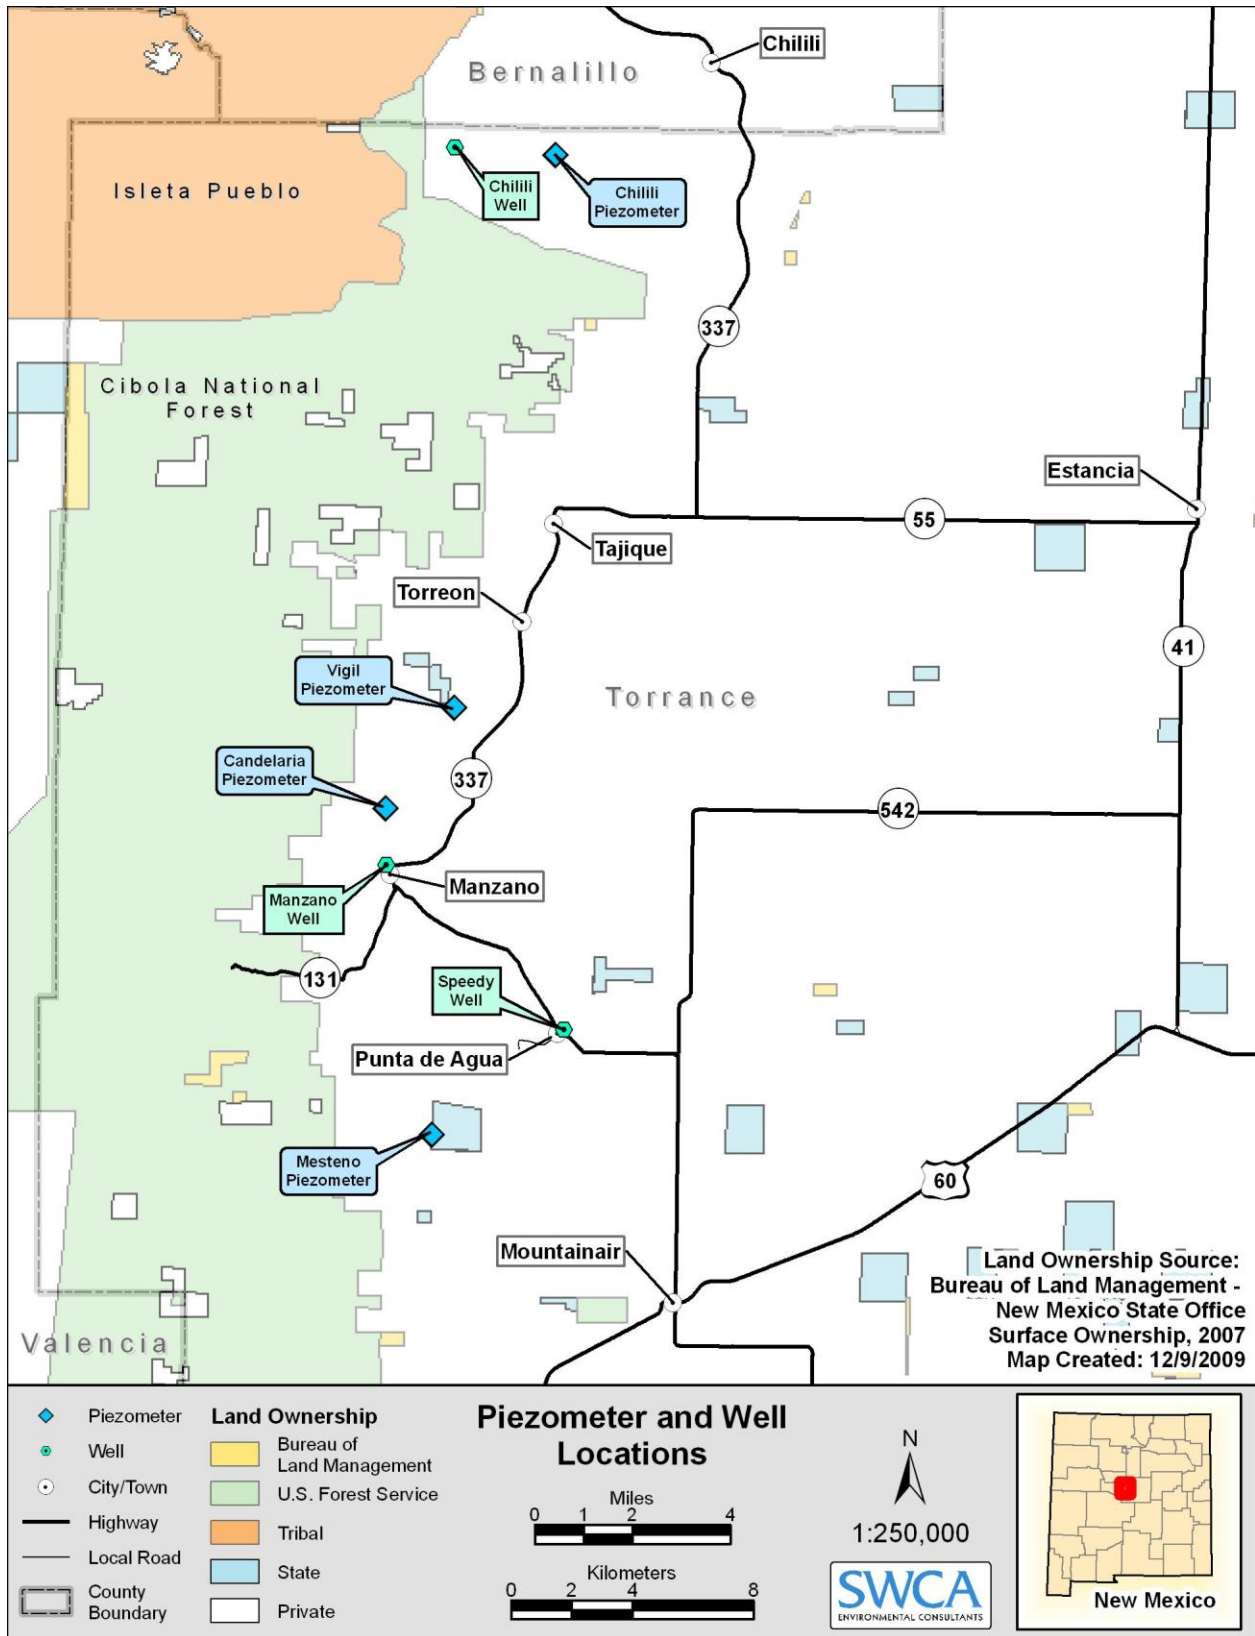 Chilili
Bernalillo
Isleta Pueblo
Chilili
Well
Chilili
Piezometer
337
Cibola National
Forest
Estancia
55
Tajique
Torreon
41
Vigil
Piezometer
Torrance
Candelaria
Piezometer
337
542
Manzano
Manzano
Well
131
Speedy
Well
Punta de Agua
Mesteno
Piezometer
60
Mountainair
Land Ownership Source:
Bureau of Land Management -
New Mexico State Office
Surface Ownership, 2007
Map Created: 12/9/2009
Valencia
Piezometer
Well
City/Town
Highway
Local Road
County
Boundary
Land Ownership
Bureau of
Land Management
U.S. Forest Service
Tribal
State
Private
Piezometer and Well
Locations
Miles
0 1 2 4
Kilometers
0 2 4 8
N
1:250,000
SWCA
ENVIRONMENTAL CONSULTANTS
New Mexico